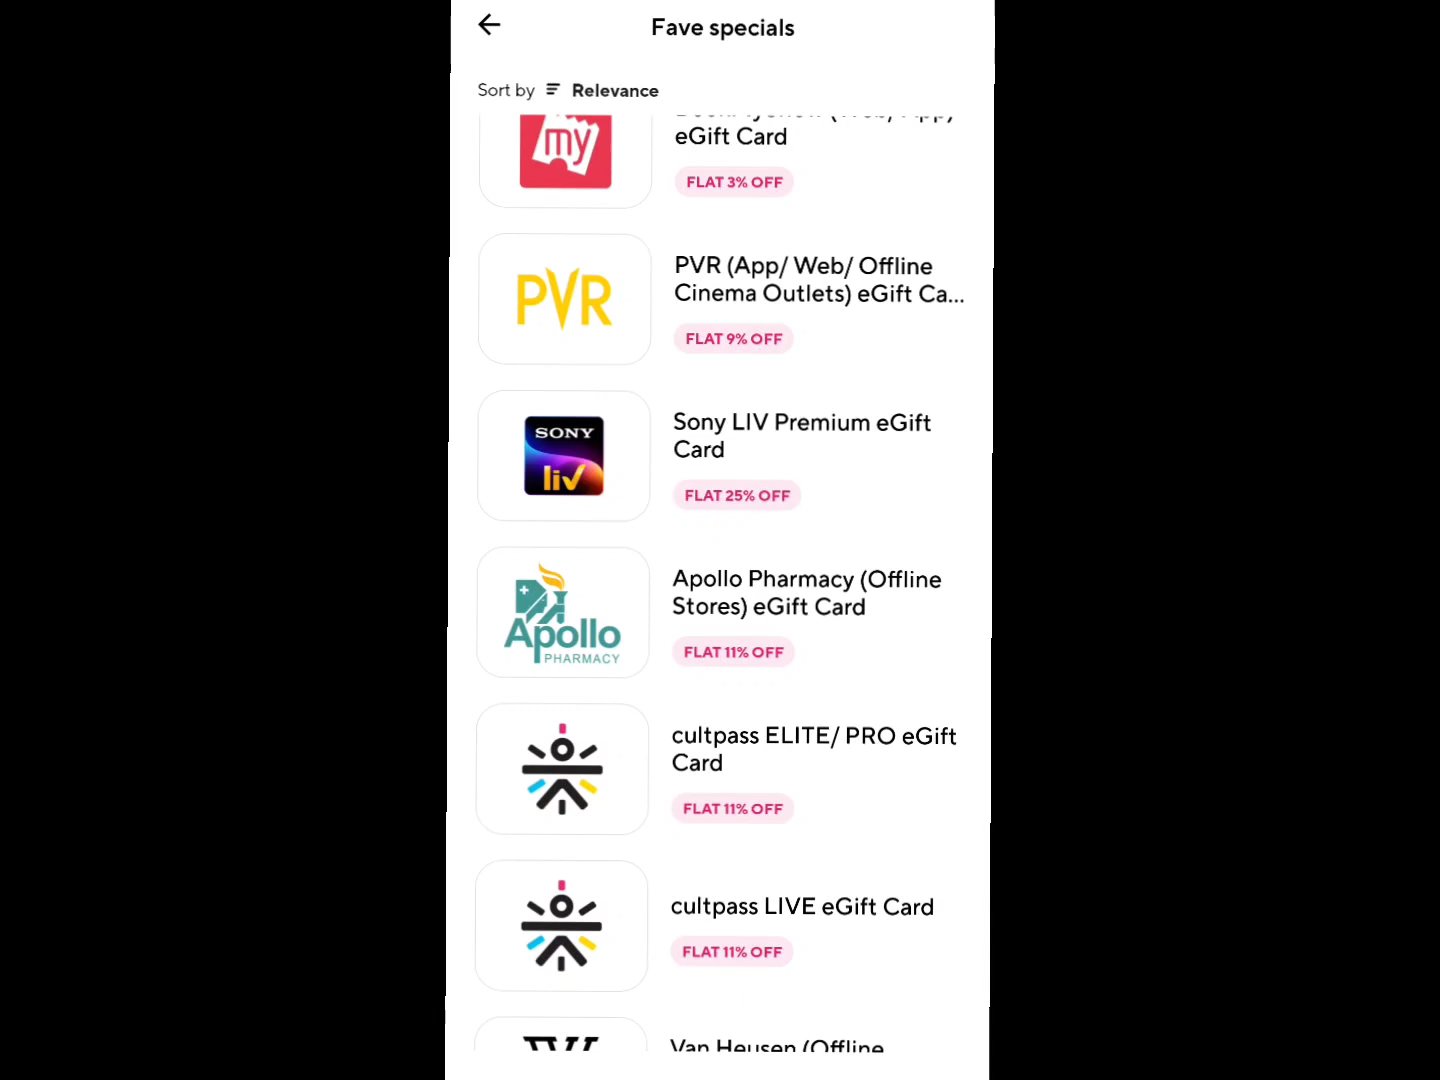 Fave specials
Sort by Relevance
my
eGift Card
FLAT 3% OFF
PVR
PVR (App/ Web/ Offline
Cinema Outlets) eGift Ca...
FLAT 9% OFF
SONY
liv
Sony LIV Premium eGift
Card
FLAT 25% OFF
Apollo
PHARMACY
Apollo Pharmacy (Offline
Stores) eGift Card
FLAT 11% OFF
cultpass ELITE/ PRO eGift
Card
FLAT 11% OFF
cultpass LIVE eGift Card
FLAT 11% OFF
Van Heusen (Offline